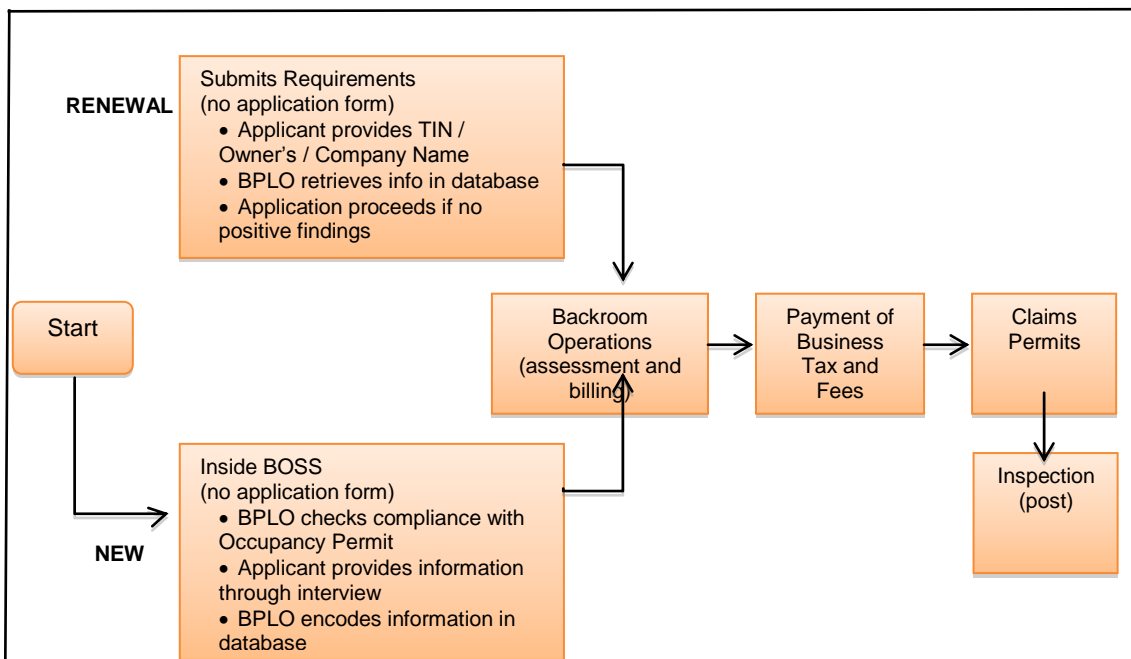 RENEWAL
Submits Requirements
(no application form)
• Applicant provides TIN /
Owner's / Company Name
• BPLO retrieves info in database
• Application proceeds if no
positive findings
Start
Backroom
Operations
(assessment and
billing)
Payment of
Business
Tax and
Fees
Claims
Permits
Inspection
(post)
NEW
Inside BOSS
(no application form)
• BPLO checks compliance with
Occupancy Permit
• Applicant provides information
through interview
• BPLO encodes information in
database